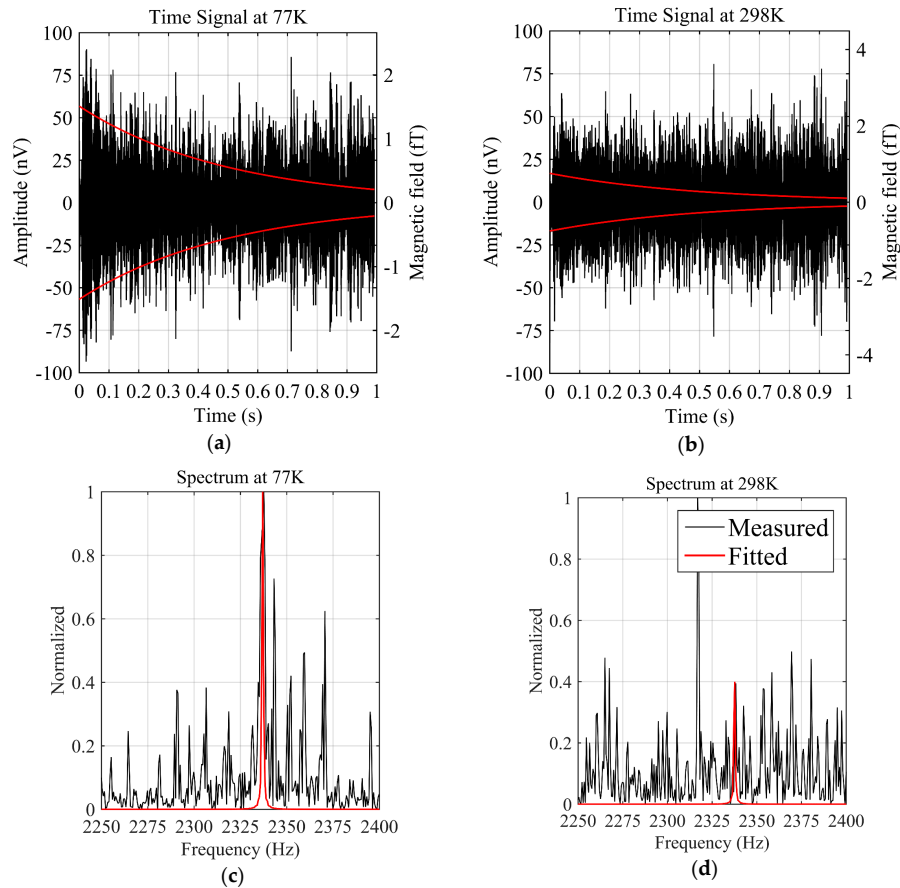 Time Signal at 77K
100
75
50
25
0
-25
-50
-75
-100
Amplitude (nV)
2
1
0
-1
-2
Magnetic field (fT)
0 0.1 0.2 0.3 0.4 0.5 0.6 0.7 0.8 0.9 1
Time (s)
(a)
Time Signal at 298K
100
75
50
25
0
-25
-50
-75
-100
Amplitude (nV)
4
2
0
-2
-4
Magnetic field (fT)
0 0.1 0.2 0.3 0.4 0.5 0.6 0.7 0.8 0.9 1
Time (s)
(b)
Spectrum at 77K
1
0.8
0.6
0.4
0.2
0
Normalized
2250 2275 2300 2325 2350 2375 2400
Frequency (Hz)
(c)
Spectrum at 298K
Measured
Fitted
1
0.8
0.6
0.4
0.2
0
Normalized
2250 2275 2300 2325 2350 2375 2400
Frequency (Hz)
(d)